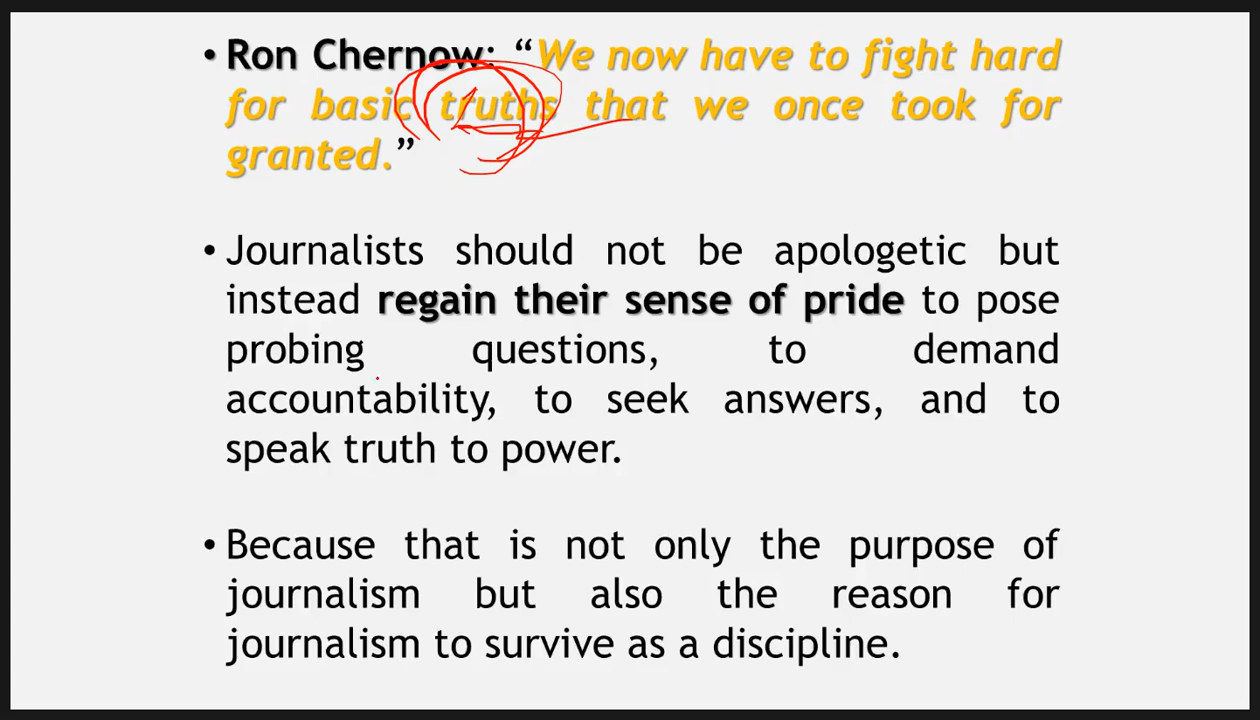 • Ron Chernow: “We now have to fight hard
for basic truths that we once took for
granted.”
• Journalists should not be apologetic but
instead regain their sense of pride to pose
probing questions, to demand
accountability, to seek answers, and to
speak truth to power.
• Because that is not only the purpose of
journalism but also the reason for
journalism to survive as a discipline.